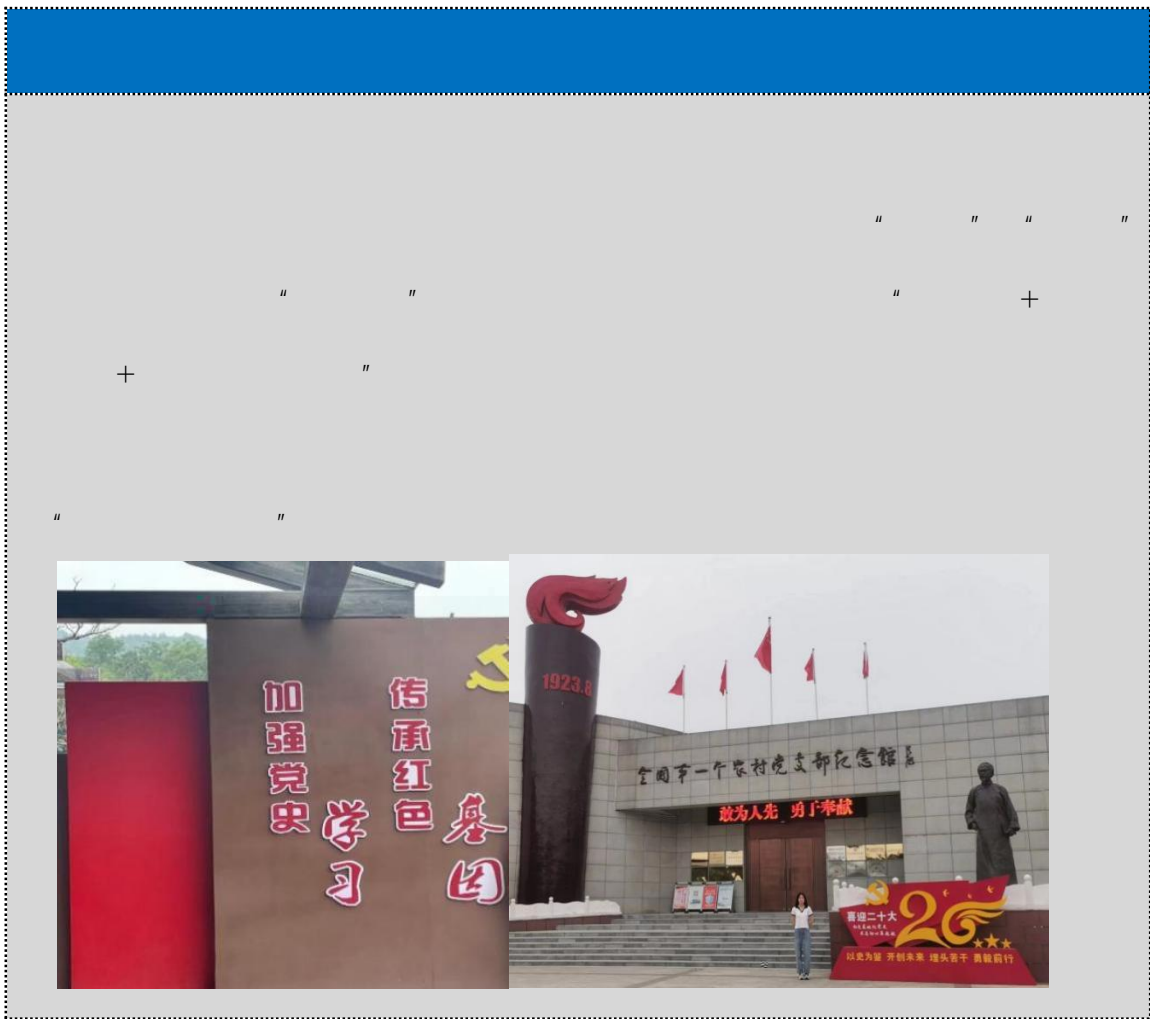 “ ” “ ”
“ ” “ +
+ ”
“ ”
加强党史
学习
传承红色
基因
1923.8
全国第一个农村党支部纪念馆
敢为人先 勇于奉献
喜迎二十大
20
以史为鉴 开创未来 埋头苦干 勇毅前行